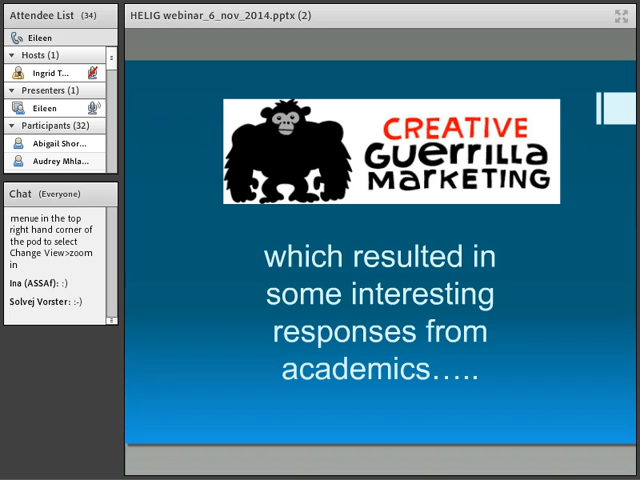 Attendee List (34)
Eileen
Hosts (1)
Ingrid T...
Presenters (1)
Eileen
Participants (32)
Abigail Shor...
Audrey Mhla...
Chat (Everyone)
menue in the top
right hand corner of
the pod to select
Change View>zoom
in
Ina (ASSAf): :)
Solvej Vorster: :-)
HELIG webinar_6_nov_2014.pptx (2)
CREATIVE
GUERRILLA
MARKETING
which resulted in
some interesting
responses from
academics…..